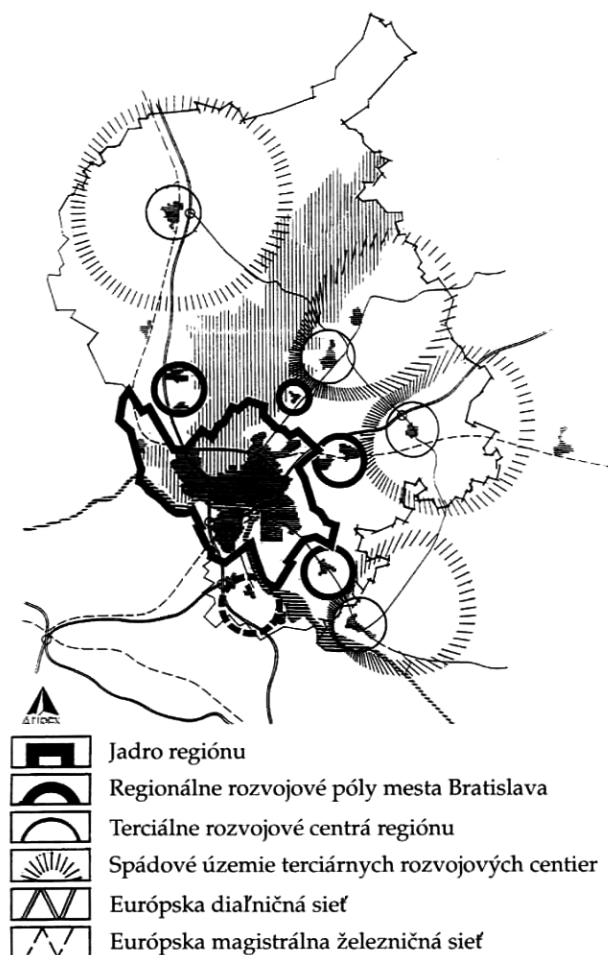 Jadro regiónu
Regionálne rozvojové póly mesta Bratislava
Terciálne rozvojové centrá regiónu
Spádové územie terciárnych rozvojových centier
Európska diaľničná sieť
Európska magistrálna železničná sieť